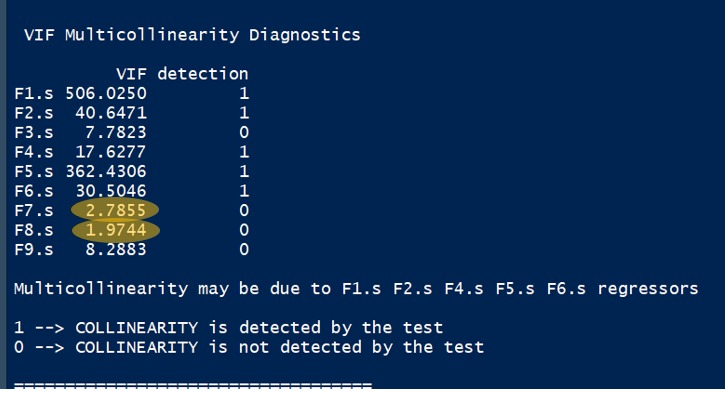 VIF Multicollinearity Diagnostics
VIF detection
F1.s 506.0250 1
F2.s 40.6471 1
F3.s 7.7823 0
F4.s 17.6277 1
F5.s 362.4306 1
F6.s 30.5046 1
F7.s 2.7855 0
F8.s 1.9744 0
F9.s 8.2883 0
Multicollinearity may be due to F1.s F2.s F4.s F5.s F6.s regressors
1 --> COLLINEARITY is detected by the test
0 --> COLLINEARITY is not detected by the test
===================================